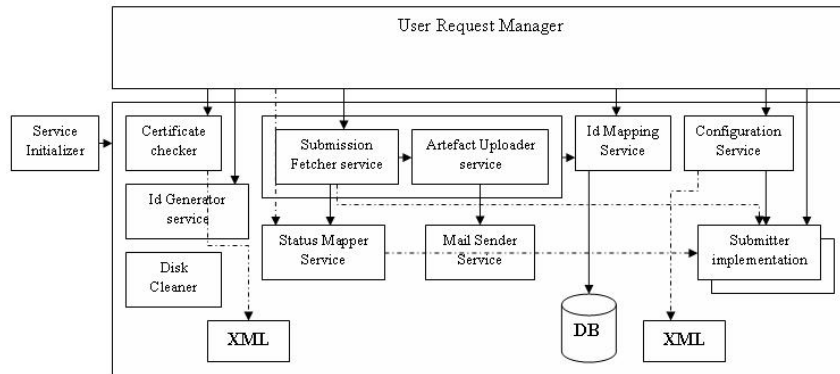 User Request Manager
Service
Initializer
Certificate
checker
Submission
Fetcher service
Artefact Uploader
service
Id Mapping
Service
Configuration
Service
Id Generator
service
Status Mapper
Service
Mail Sender
Service
Submitter
implementation
Disk
Cleaner
XML
DB
XML